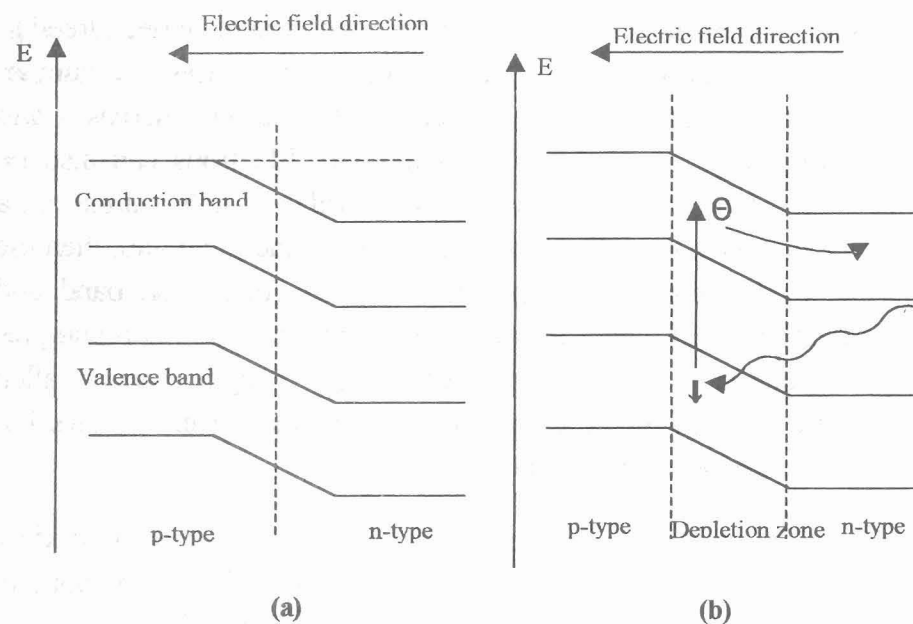 Electric field direction
E
Conduction band
Valence band
p-type
n-type
(a)
Electric field direction
E
Θ
p-type
Depletion zone
n-type
(b)